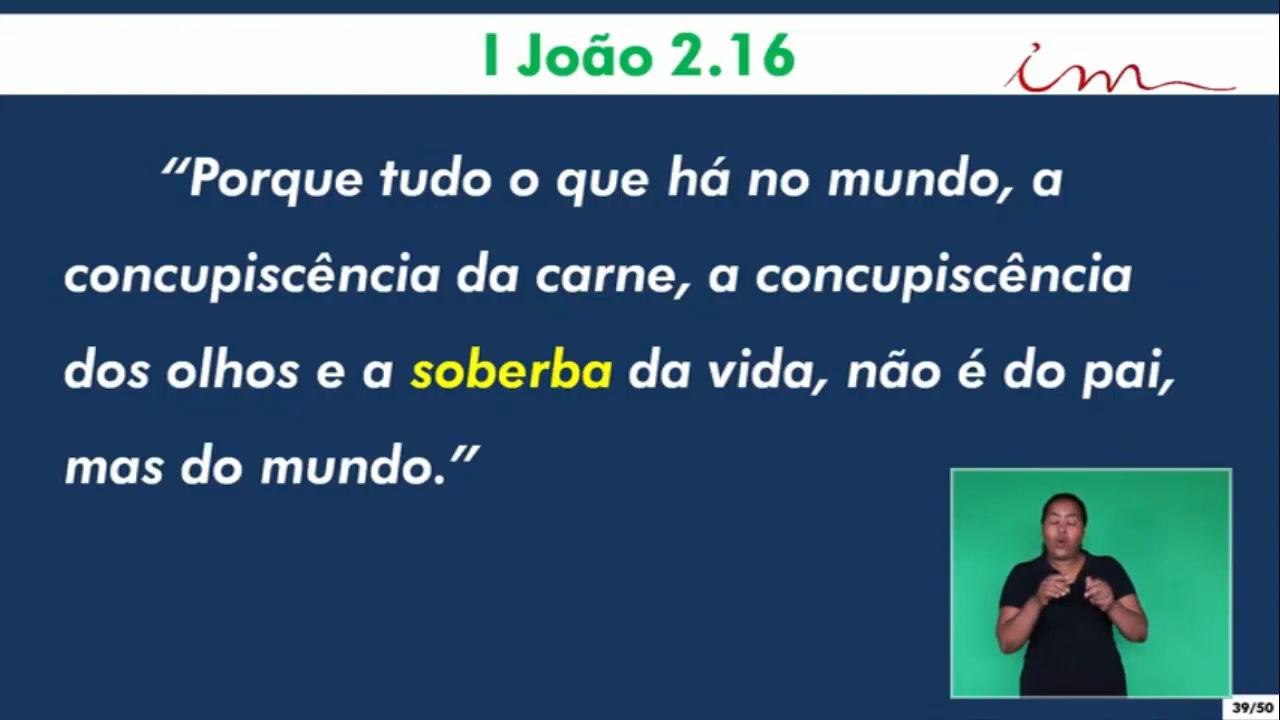 I João 2.16
im
“Porque tudo o que há no mundo, a
concupiscência da carne, a concupiscência
dos olhos e a soberba da vida, não é do pai,
mas do mundo.”
39/50